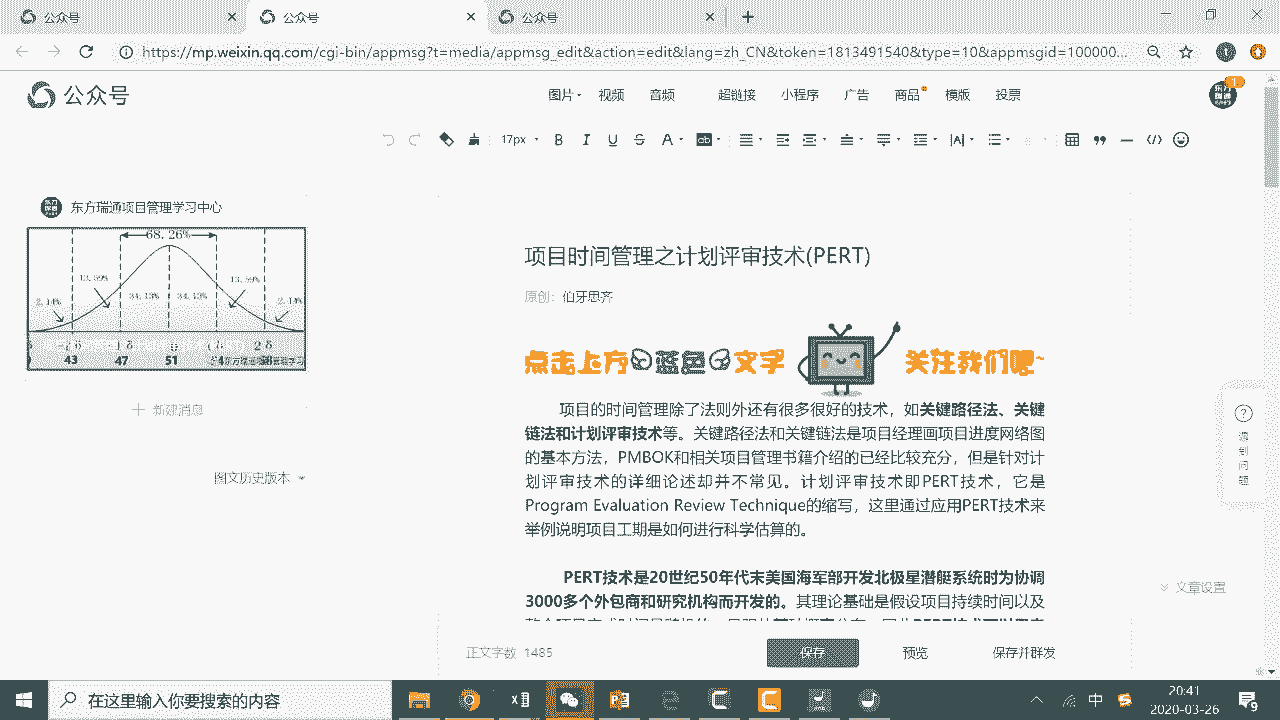 公众号
公众号
公众号
https://mp.weixin.qq.com/cgi-bin/appmsg?t=media/appmsg_edit&action=edit&lang=zh_CN&token=1813491540&type=10&appmsgid=100000...
公众号
图片 视频 音频 超链接 小程序 广告 商品 模版 投票
1
17px B I U S A ab
东方瑞通项目管理学习中心
68.26%
13.59% 13.59%
2.14% 34.13% 34.13% 2.14%
43 47 51
新建消息
图文历史版本
项目时间管理之计划评审技术(PERT)
原创: 伯牙思齐
点击上方 蓝色 文字 关注我们吧~
项目的时间管理除了法则外还有很多很好的技术，如关键路径法、关键
链法和计划评审技术等。关键路径法和关键链法是项目经理画项目进度网络图
的基本方法，PMBOK和相关项目管理书籍介绍的已经比较充分，但是针对计
划评审技术的详细论述却并不常见。计划评审技术即PERT技术，它是
Program Evaluation Review Technique的缩写，这里通过应用PERT技术来
举例说明项目工期是如何进行科学估算的。
PERT技术是20世纪50年代末美国海军部开发北极星潜艇系统时为协调
3000多个外包商和研究机构而开发的。其理论基础是假设项目持续时间以及
遇到问题
文章设置
正文字数 1485
保存 预览 保存并群发
在这里输入你要搜索的内容
中
20:41
2020-03-26
9